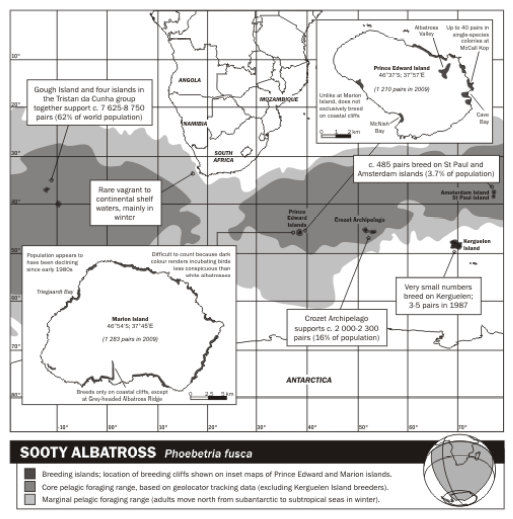 Albatross
Valley
Up to 40 pairs in
single-species
colonies at
McCall Kop
Prince Edward Island
46°37'S; 37°57'E
(1 210 pairs in 2009)
Unlike at Marion
Island, does not
exclusively breed
on coastal cliffs
McNish
Bay
Cave
Bay
0 1 2 km
10°
20°
30°
40°
50°
60°
70°
80°
ANGOLA
NAMIBIA
MOZAMBIQUE
SOUTH
AFRICA
Gough Island and four islands in
the Tristan da Cunha group
together support c. 7 625-8 750
pairs (62% of world population)
c. 485 pairs breed on St Paul and
Amsterdam islands (3.7% of population)
Rare vagrant to
continental shelf
waters, mainly in
winter
Amsterdam Island
St Paul Island
Prince
Edward
Islands
Crozet Archipelago
Kerguelen
Island
Population appears to
have been declining
since early 1980s
Difficult to count because dark
colour renders incubating birds
less conspicuous than
white albatrosses
Triegaardt Bay
Marion Island
46°54'S; 37°45'E
(1 283 pairs in 2009)
Breeds only on coastal cliffs, except
at Grey-headed Albatross Ridge
0 2.5 5 km
Very small numbers
breed on Kerguelen;
3-5 pairs in 1987
Crozet Archipelago
supports c. 2 000-2 300
pairs (16% of population)
ANTARCTICA
-10° 0° 10° 20° 30° 40° 50° 60° 70°
SOOTY ALBATROSS Phoebetria fusca
Breeding islands; location of breeding cliffs shown on inset maps of Prince Edward and Marion islands.
Core pelagic foraging range, based on geolocator tracking data (excluding Kerguelen Island breeders).
Marginal pelagic foraging range (adults move north from subantarctic to subtropical seas in winter).